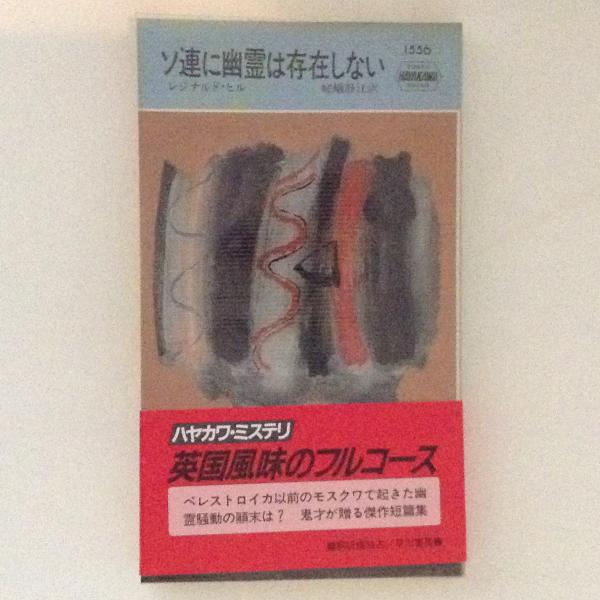 ソ連に幽霊は存在しない
1556
レジナルド・ヒル
HAYAKAWA
ハヤカワ・ミステリ
英国風味のフルコース
ペレストロイカ以前のモスクワで起きた幽
霊騒動の顚末は? 鬼才が贈る傑作短篇集